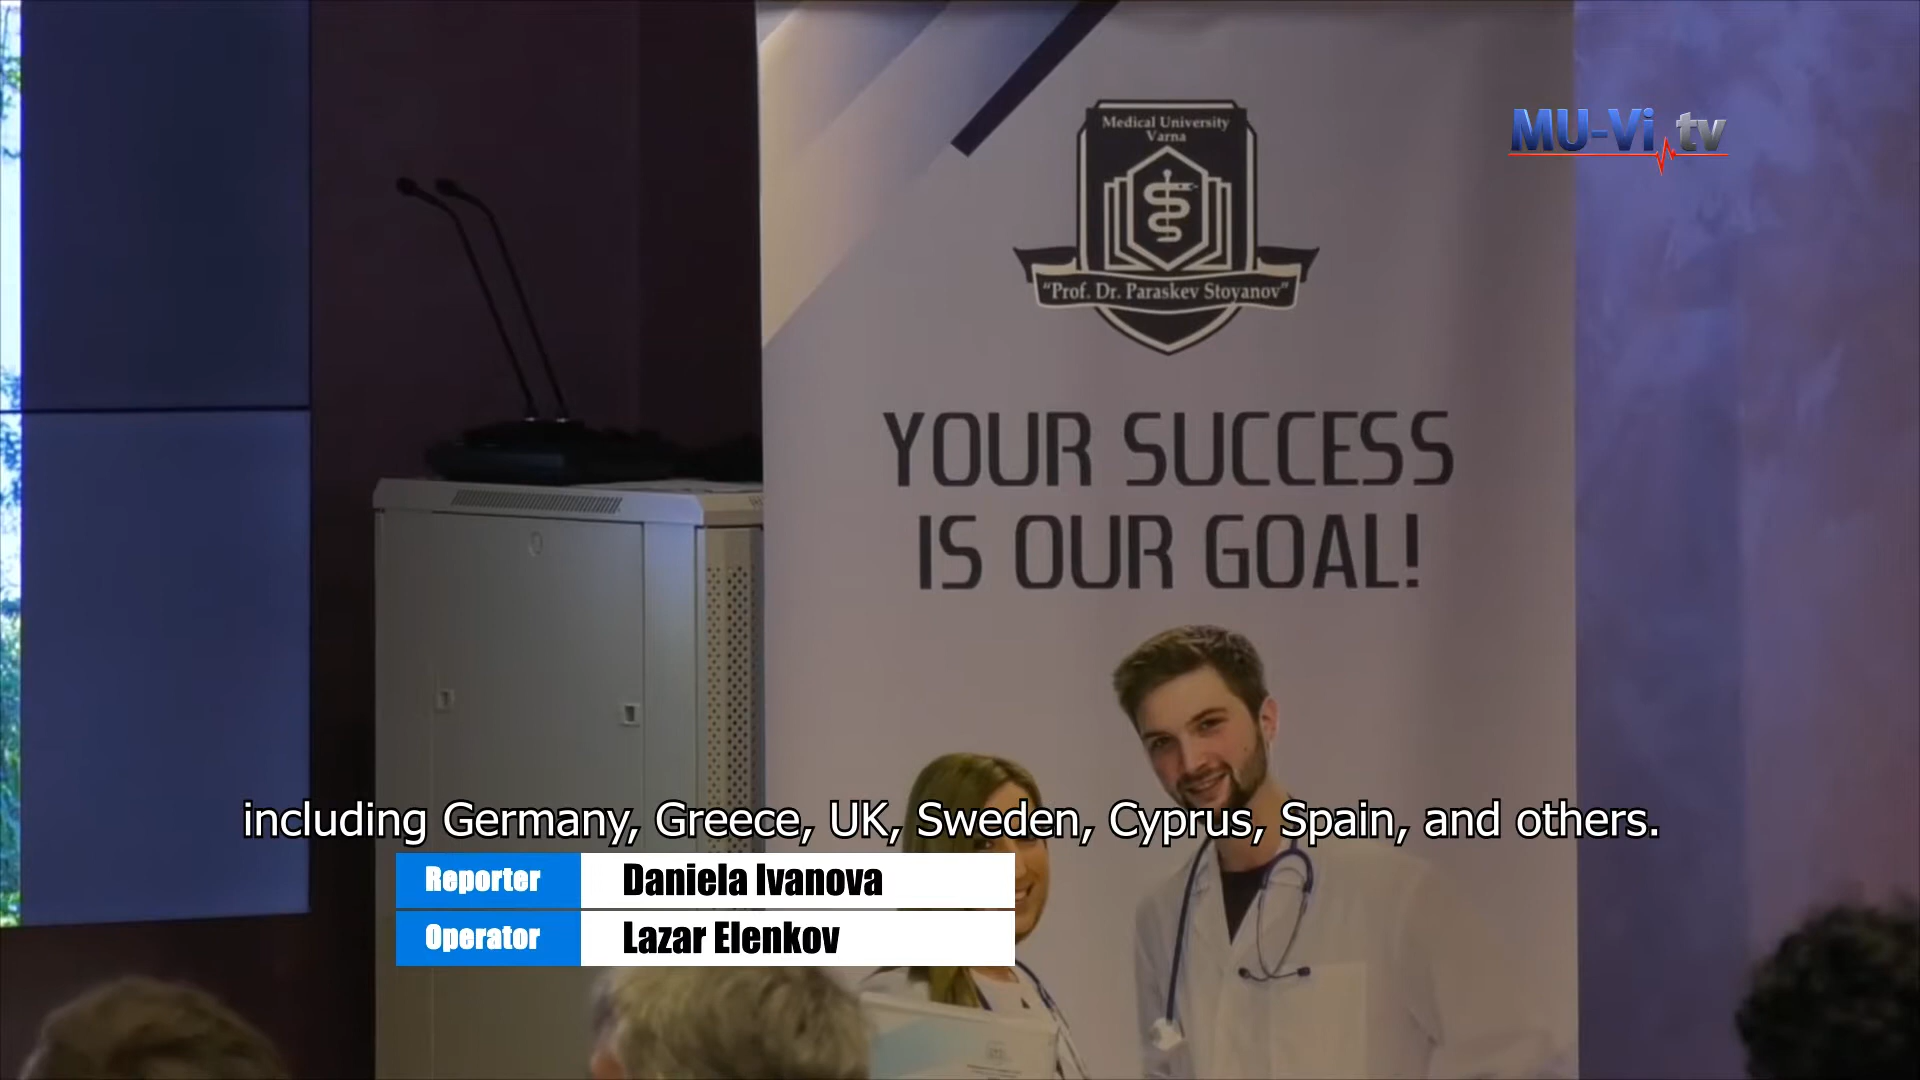 Medical University
Varna
MU-Vi.tv
"Prof. Dr. Paraskev Stoyanov"
YOUR SUCCESS
IS OUR GOAL!
including Germany, Greece, UK, Sweden, Cyprus, Spain, and others.
Reporter Daniela Ivanova
Operator Lazar Elenkov